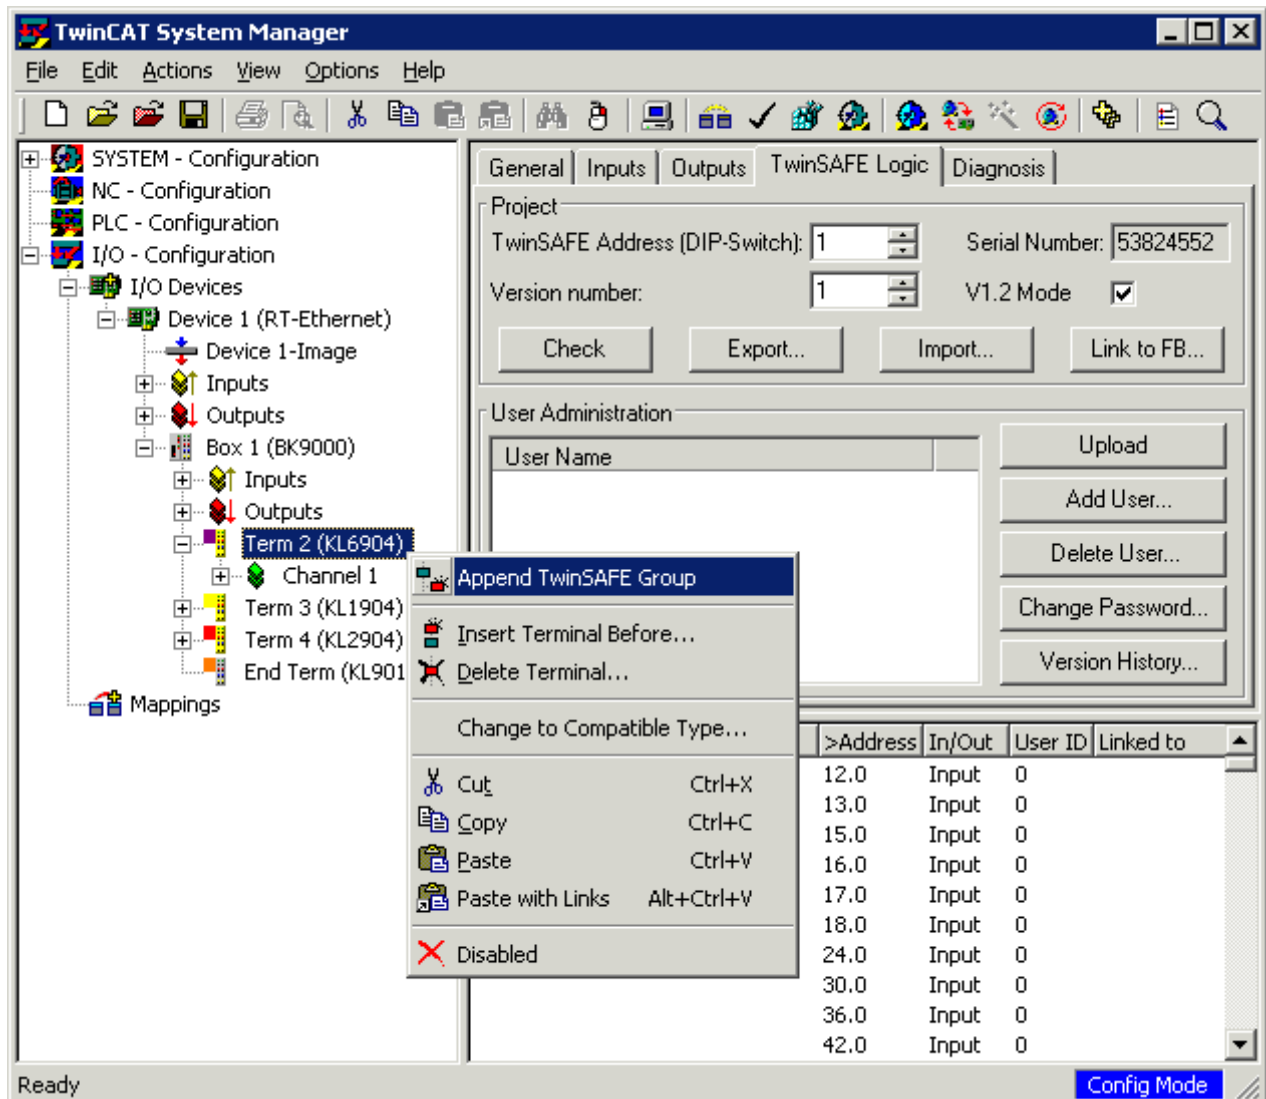 TwinCAT System Manager
File Edit Actions View Options Help
SYSTEM - Configuration
NC - Configuration
PLC - Configuration
I/O - Configuration
I/O Devices
Device 1 (RT-Ethernet)
Device 1-Image
Inputs
Outputs
Box 1 (BK9000)
Inputs
Outputs
Term 2 (KL6904)
Channel 1
Term 3 (KL1904)
Term 4 (KL2904)
End Term (KL901
Mappings
General Inputs Outputs TwinSAFE Logic Diagnosis
Project
TwinSAFE Address (DIP-Switch): 1 Serial Number: 53824552
Version number: 1 V1.2 Mode
Check Export... Import... Link to FB...
User Administration
User Name
Upload
Add User...
Delete User...
Change Password...
Version History...
Append TwinSAFE Group
Insert Terminal Before...
Delete Terminal...
Change to Compatible Type...
Cut Ctrl+X
Copy Ctrl+C
Paste Ctrl+V
Paste with Links Alt+Ctrl+V
Disabled
>Address In/Out User ID Linked to
12.0 Input 0
13.0 Input 0
15.0 Input 0
16.0 Input 0
17.0 Input 0
18.0 Input 0
24.0 Input 0
30.0 Input 0
36.0 Input 0
42.0 Input 0
Ready Config Mode